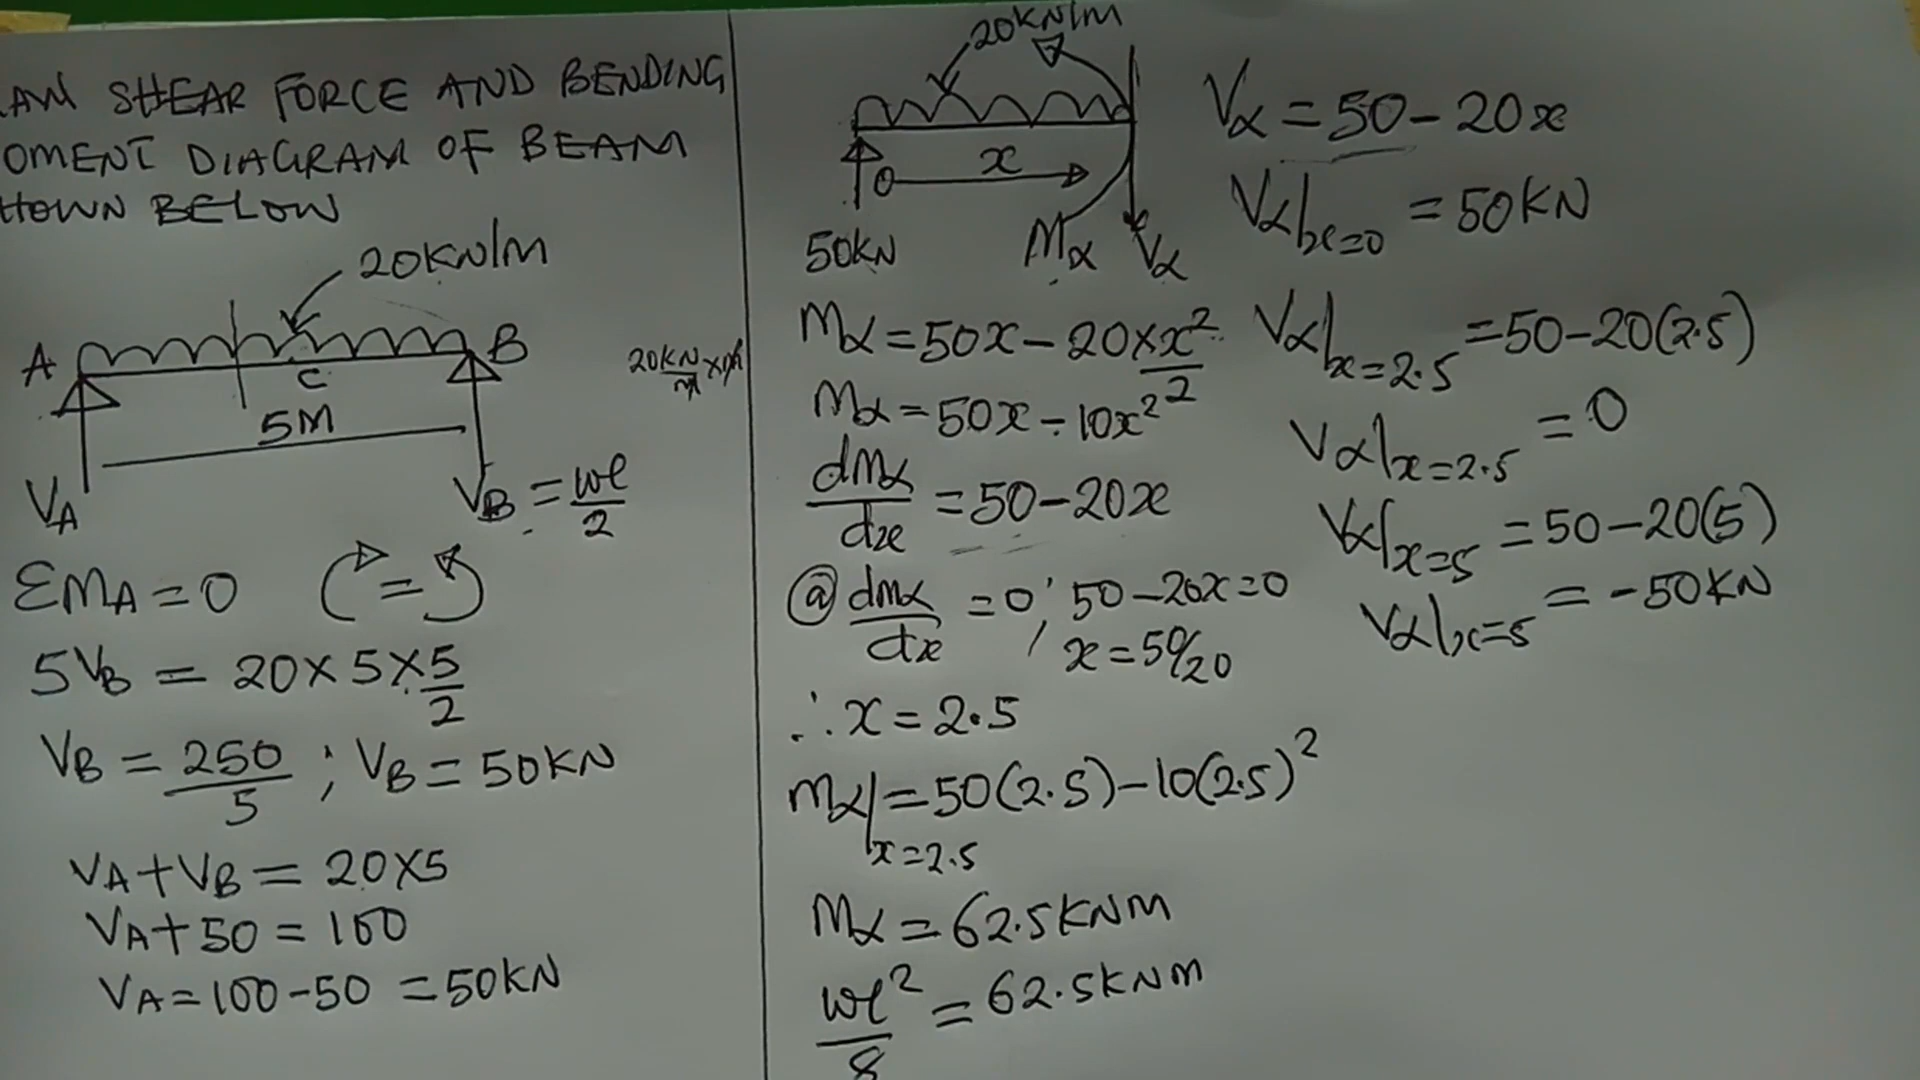 AW SHEAR FORCE AND BENDING
OMENT DIAGRAM OF BEAM
HOWN BELOW
20KN/m
A
B
C
5M
20KN/m × m
VA
VB = wl/2
ΣMA = 0 ( = )
5VB = 20 × 5 × 5/2
VB = 250/5 ; VB = 50KN
VA + VB = 20×5
VA + 50 = 100
VA = 100 - 50 = 50KN
20KN/m
O
x
50KN
Mx
Vx
Mx = 50x - 20 × x²/2
Mx = 50x - 10x²
dMx/dx = 50 - 20x
@ dmx/dx = 0, 50 - 20x = 0
x = 50/20
∴ x = 2.5
Mx|x=2.5 = 50(2.5) - 10(2.5)²
Mx = 62.5KNM
wl²/8 = 62.5KNM
Vx = 50 - 20x
Vx|x=0 = 50KN
Vx|x=2.5 = 50 - 20(2.5)
Vx|x=2.5 = 0
Vx|x=5 = 50 - 20(5)
Vx|x=5 = -50KN